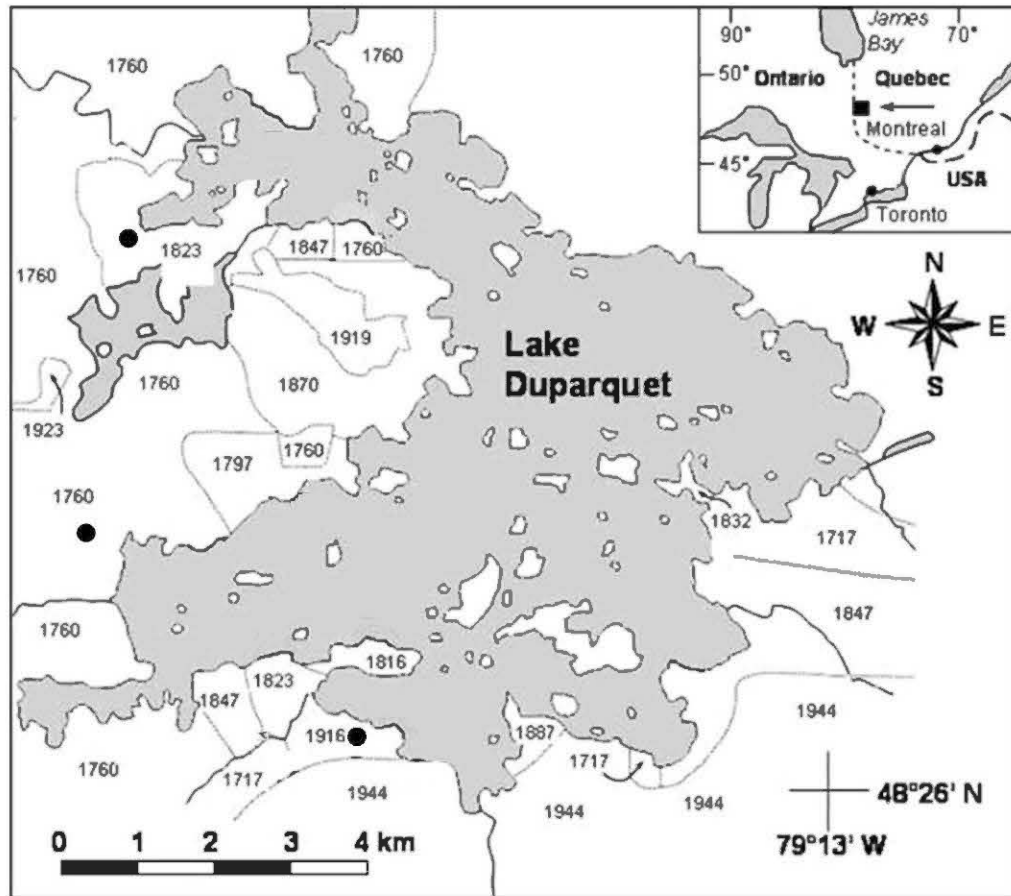 90°
James
Bay
70°
50°
Ontario
Quebec
Montreal
45°
USA
Toronto
1760
1760
1823
1847
1760
1760
1919
Lake
Duparquet
N
W
E
S
1760
1870
1923
1760
1797
1760
1832
1717
1760
1847
1816
1823
1847
1944
1916
1887
1717
1760
1717
1944
1944
1944
48°26' N
79°13' W
0 1 2 3 4 km